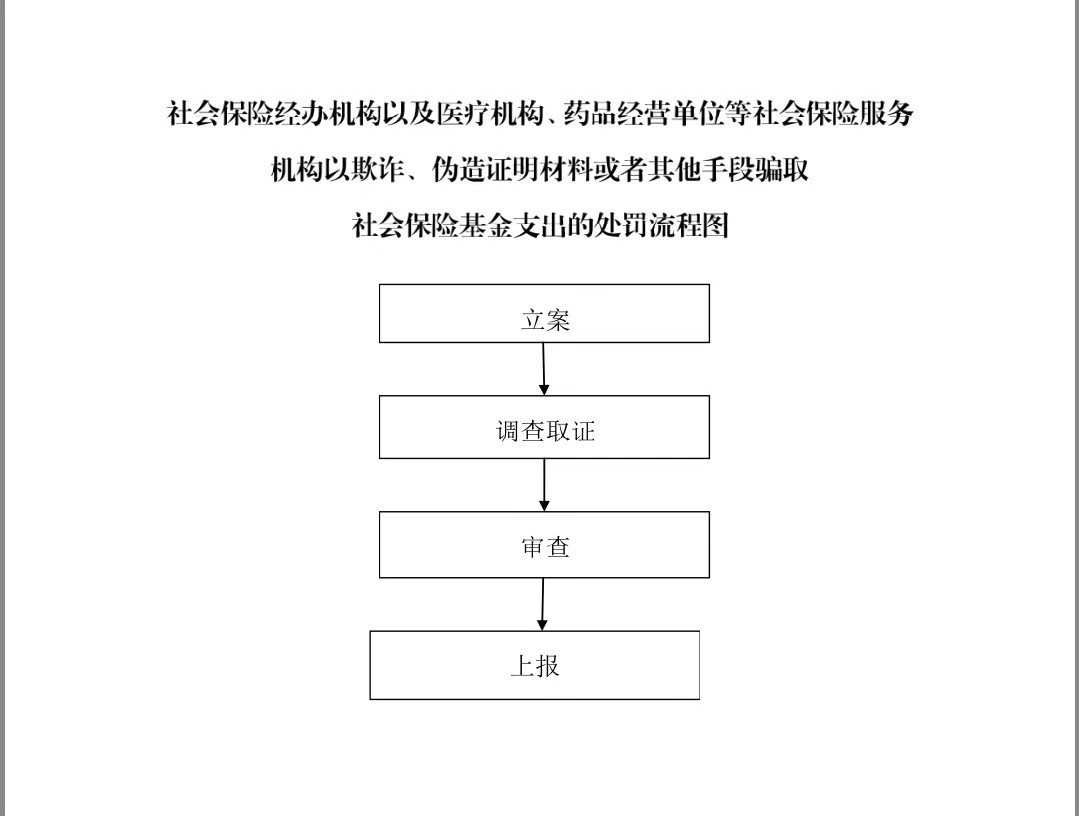 社会保险经办机构以及医疗机构、药品经营单位等社会保险服务
机构以欺诈、伪造证明材料或者其他手段骗取
社会保险基金支出的处罚流程图
立案
调查取证
审查
上报